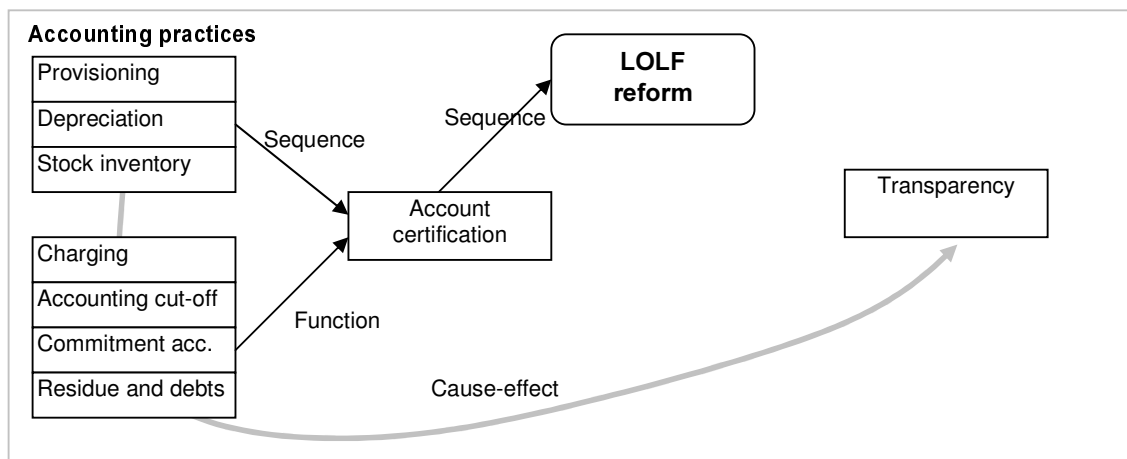 Accounting practices
Provisioning
Depreciation
Stock inventory
Charging
Accounting cut-off
Commitment acc.
Residue and debts
Sequence
Function
Account
certification
Sequence
LOLF
reform
Transparency
Cause-effect